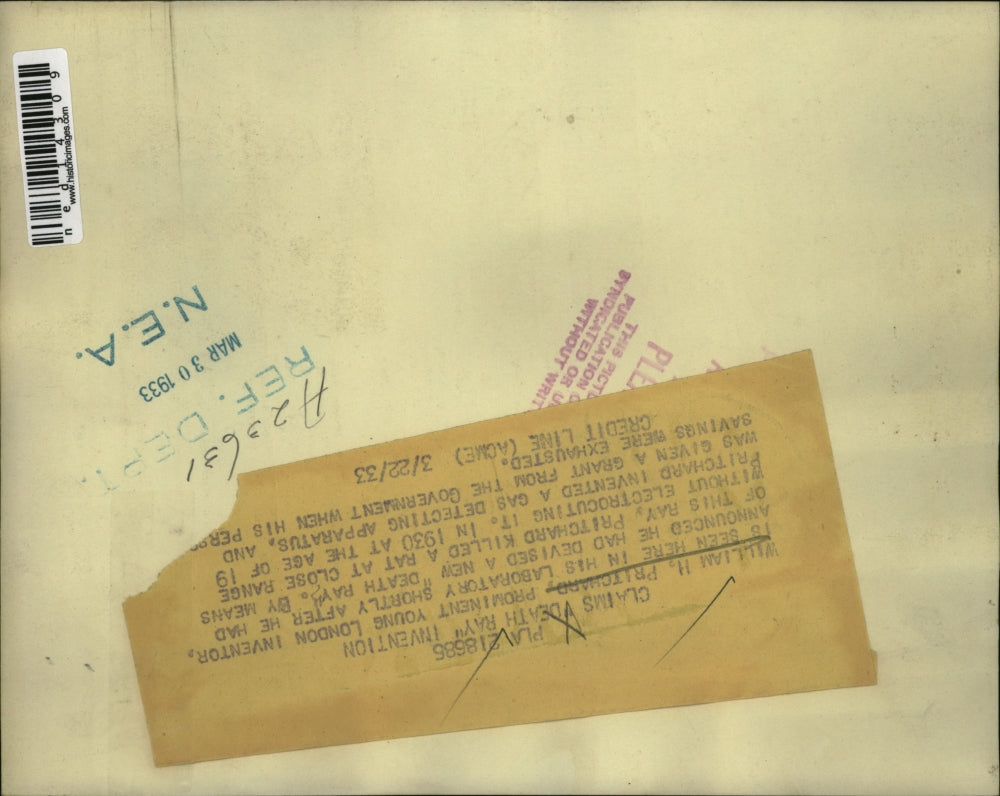 ned14309
www.historicimages.com
N.E.A.
MAR 30 1933
REF. DEPT.
A23631
THIS PICTU
PUBLICATION O
SYNDICATED OR U
WITHOUT WRIT
PLE
PLA 218686
CLAIMS "DEATH RAY" INVENTION
WILLIAM H. PRITCHARD, PROMINENT YOUNG LONDON INVENTOR,
IS SEEN HERE IN HIS LABORATORY SHORTLY AFTER HE HAD
ANNOUNCED HE HAD DEVISED A NEW "DEATH RAY". BY MEANS
OF THIS RAY, PRITCHARD KILLED A RAT AT CLOSE RANGE
WITHOUT ELECTROCUTING IT. IN 1930 AT THE AGE OF 19
PRITCHARD INVENTED A GAS DETECTING APPARATUS, AND
WAS GIVEN A GRANT FROM THE GOVERNMENT WHEN HIS PERS
SAVINGS WERE EXHAUSTED.
CREDIT LINE (ACME) 3/22/33